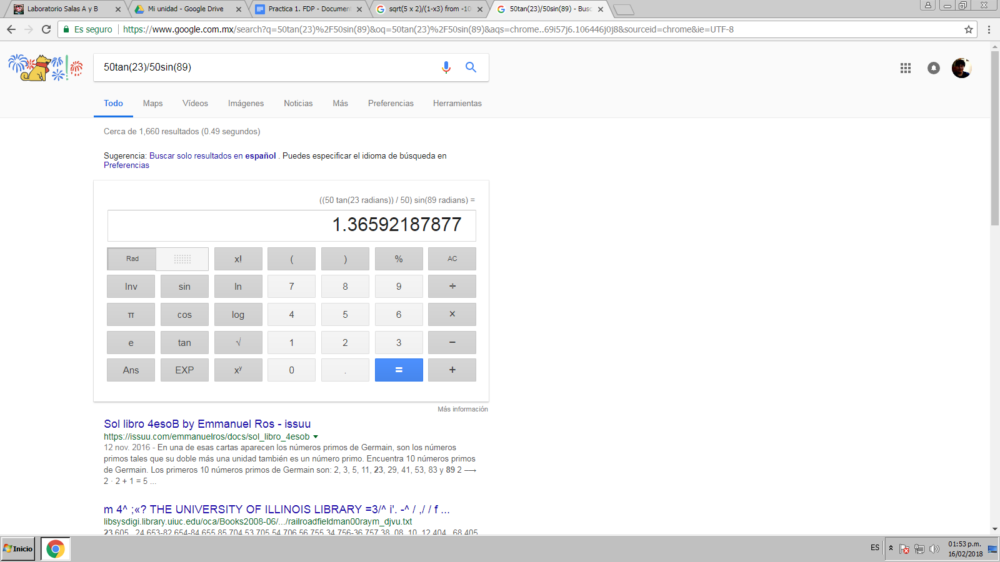 Laboratorio Salas A y B
Mi unidad - Google Drive
Practica 1. FDP - Document
sqrt(5 x 2)/(1-x3) from -10
50tan(23)/50sin(89) - Busc
Es seguro
https://www.google.com.mx/search?q=50tan(23)%2F50sin(89)&oq=50tan(23)%2F50sin(89)&aqs=chrome..69i57j6.106446j0j8&sourceid=chrome&ie=UTF-8
50tan(23)/50sin(89)
Todo Maps Vídeos Imágenes Noticias Más Preferencias Herramientas
Cerca de 1,660 resultados (0.49 segundos)
Sugerencia: Buscar solo resultados en español . Puedes especificar el idioma de búsqueda en
Preferencias
((50 tan(23 radians)) / 50) sin(89 radians) =
1.36592187877
Rad x! ( ) % AC
Inv sin ln 7 8 9 ÷
π cos log 4 5 6 ×
e tan √ 1 2 3 −
Ans EXP xʸ 0 . = +
Más información
Sol libro 4esoB by Emmanuel Ros - issuu
https://issuu.com/emmanuelros/docs/sol_libro_4esob
12 nov. 2016 - En una de esas cartas aparecen los números primos de Germain, son los números
primos tales que su doble más una unidad también es un número primo. Encuentra 10 números primos
de Germain. Los primeros 10 números primos de Germain son: 2, 3, 5, 11, 23, 29, 41, 53, 83 y 89 2 ⟶
2 · 2 + 1 = 5 ...
m 4^ ;«? THE UNIVERSITY OF ILLINOIS LIBRARY =3/^ i'. -^ / ,/ / f ...
libsysdigi.library.uiuc.edu/oca/Books2008-06/.../railroadfieldman00raym_djvu.txt
23.605 . 24.653-82.654-84.655.85.704.53.705.54.706.56.755.34.756-36.757.38. 08. 10. 12.404 . 68.405
Inicio
ES
01:53 p.m.
16/02/2018